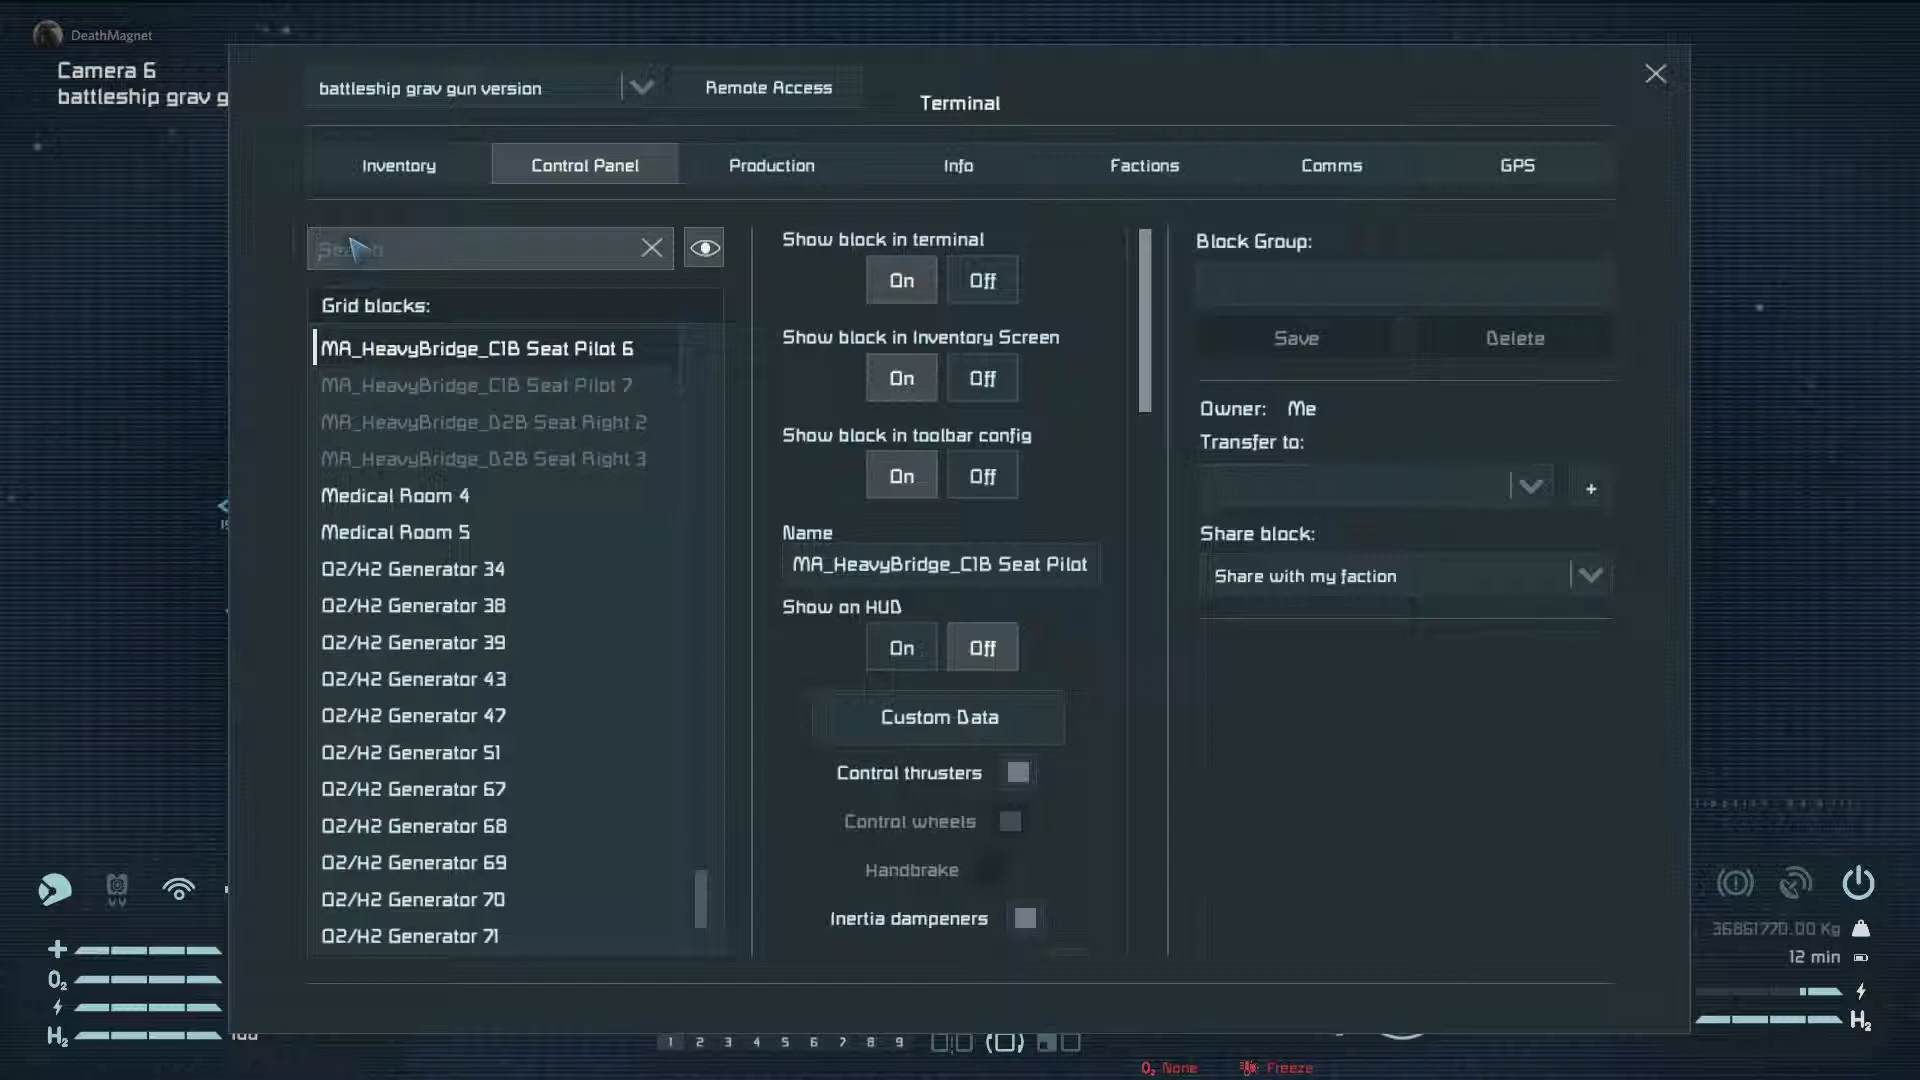 DeathMagnet
Camera 6
battleship grav g
battleship grav gun version
Remote Access
Terminal
Inventory
Control Panel
Production
Info
Factions
Comms
GPS
Search
Grid blocks:
MA_HeavyBridge_C1B Seat Pilot 6
MA_HeavyBridge_C1B Seat Pilot 7
MA_HeavyBridge_D2B Seat Right 2
MA_HeavyBridge_D2B Seat Right 3
Medical Room 4
Medical Room 5
O2/H2 Generator 34
O2/H2 Generator 38
O2/H2 Generator 39
O2/H2 Generator 43
O2/H2 Generator 47
O2/H2 Generator 51
O2/H2 Generator 67
O2/H2 Generator 68
O2/H2 Generator 69
O2/H2 Generator 70
O2/H2 Generator 71
Show block in terminal
On Off
Show block in Inventory Screen
On Off
Show block in toolbar config
On Off
Name
MA_HeavyBridge_C1B Seat Pilot
Show on HUD
On Off
Custom Data
Control thrusters
Control wheels
Handbrake
Inertia dampeners
Block Group:
Save Delete
Owner: Me
Transfer to:
+
Share block:
Share with my faction
O2
H2
36861770.00 Kg
12 min
H2
1 2 3 4 5 6 7 8 9
O2 None
Freeze